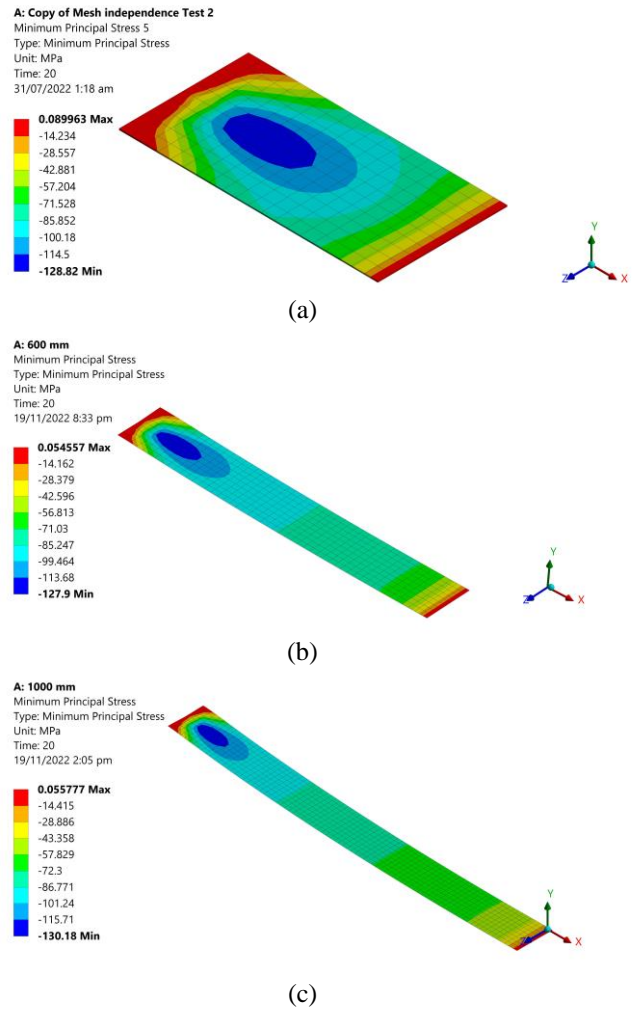 A: Copy of Mesh independence Test 2
Minimum Principal Stress 5
Type: Minimum Principal Stress
Unit: MPa
Time: 20
31/07/2022 1:18 am
0.089963 Max
-14.234
-28.557
-42.881
-57.204
-71.528
-85.852
-100.18
-114.5
-128.82 Min
Y
Z
X
(a)
A: 600 mm
Minimum Principal Stress
Type: Minimum Principal Stress
Unit: MPa
Time: 20
19/11/2022 8:33 pm
0.054557 Max
-14.162
-28.379
-42.596
-56.813
-71.03
-85.247
-99.464
-113.68
-127.9 Min
Y
Z
X
(b)
A: 1000 mm
Minimum Principal Stress
Type: Minimum Principal Stress
Unit: MPa
Time: 20
19/11/2022 2:05 pm
0.055777 Max
-14.415
-28.886
-43.358
-57.829
-72.3
-86.771
-101.24
-115.71
-130.18 Min
Y
Z
X
(c)